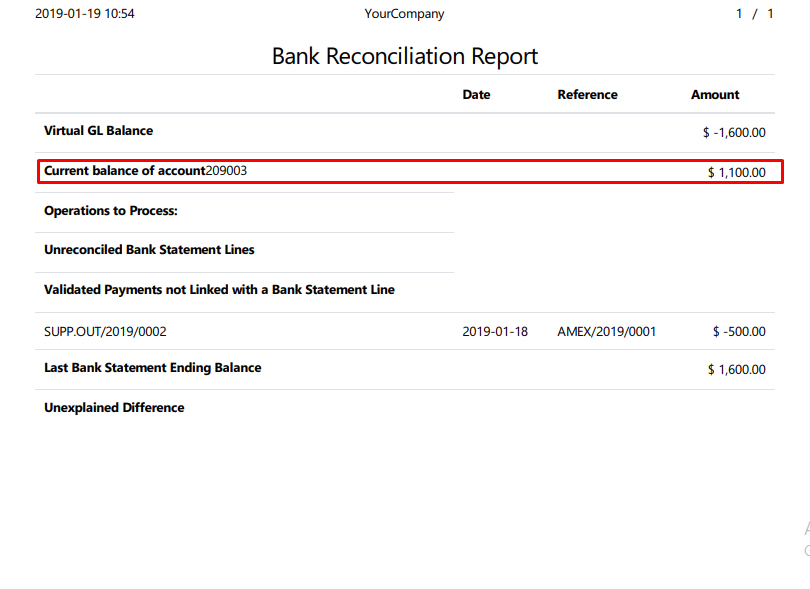 2019-01-19 10:54 YourCompany 1 / 1
Bank Reconciliation Report
Date Reference Amount
Virtual GL Balance $ -1,600.00
Current balance of account209003 $ 1,100.00
Operations to Process:
Unreconciled Bank Statement Lines
Validated Payments not Linked with a Bank Statement Line
SUPP.OUT/2019/0002 2019-01-18 AMEX/2019/0001 $ -500.00
Last Bank Statement Ending Balance $ 1,600.00
Unexplained Difference